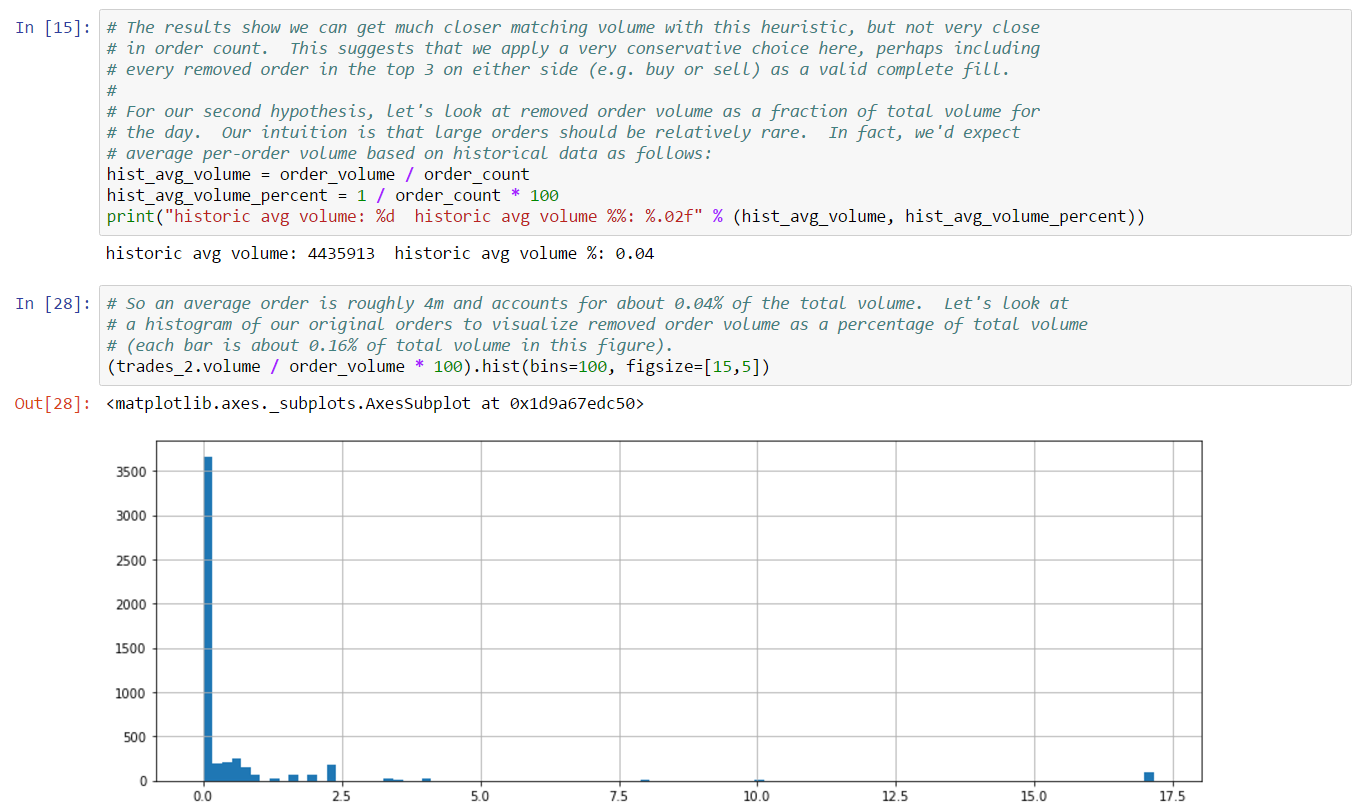 In [15]: # The results show we can get much closer matching volume with this heuristic, but not very close
# in order count.  This suggests that we apply a very conservative choice here, perhaps including
# every removed order in the top 3 on either side (e.g. buy or sell) as a valid complete fill.
#
# For our second hypothesis, let's look at removed order volume as a fraction of total volume for
# the day.  Our intuition is that large orders should be relatively rare.  In fact, we'd expect
# average per-order volume based on historical data as follows:
hist_avg_volume = order_volume / order_count
hist_avg_volume_percent = 1 / order_count * 100
print("historic avg volume: %d  historic avg volume %%: %.02f" % (hist_avg_volume, hist_avg_volume_percent))
historic avg volume: 4435913  historic avg volume %: 0.04
In [28]: # So an average order is roughly 4m and accounts for about 0.04% of the total volume.  Let's look at
# a histogram of our original orders to visualize removed order volume as a percentage of total volume
# (each bar is about 0.16% of total volume in this figure).
(trades_2.volume / order_volume * 100).hist(bins=100, figsize=[15,5])
Out[28]: <matplotlib.axes._subplots.AxesSubplot at 0x1d9a67edc50>
3500
3000
2500
2000
1500
1000
500
0
0.0 2.5 5.0 7.5 10.0 12.5 15.0 17.5